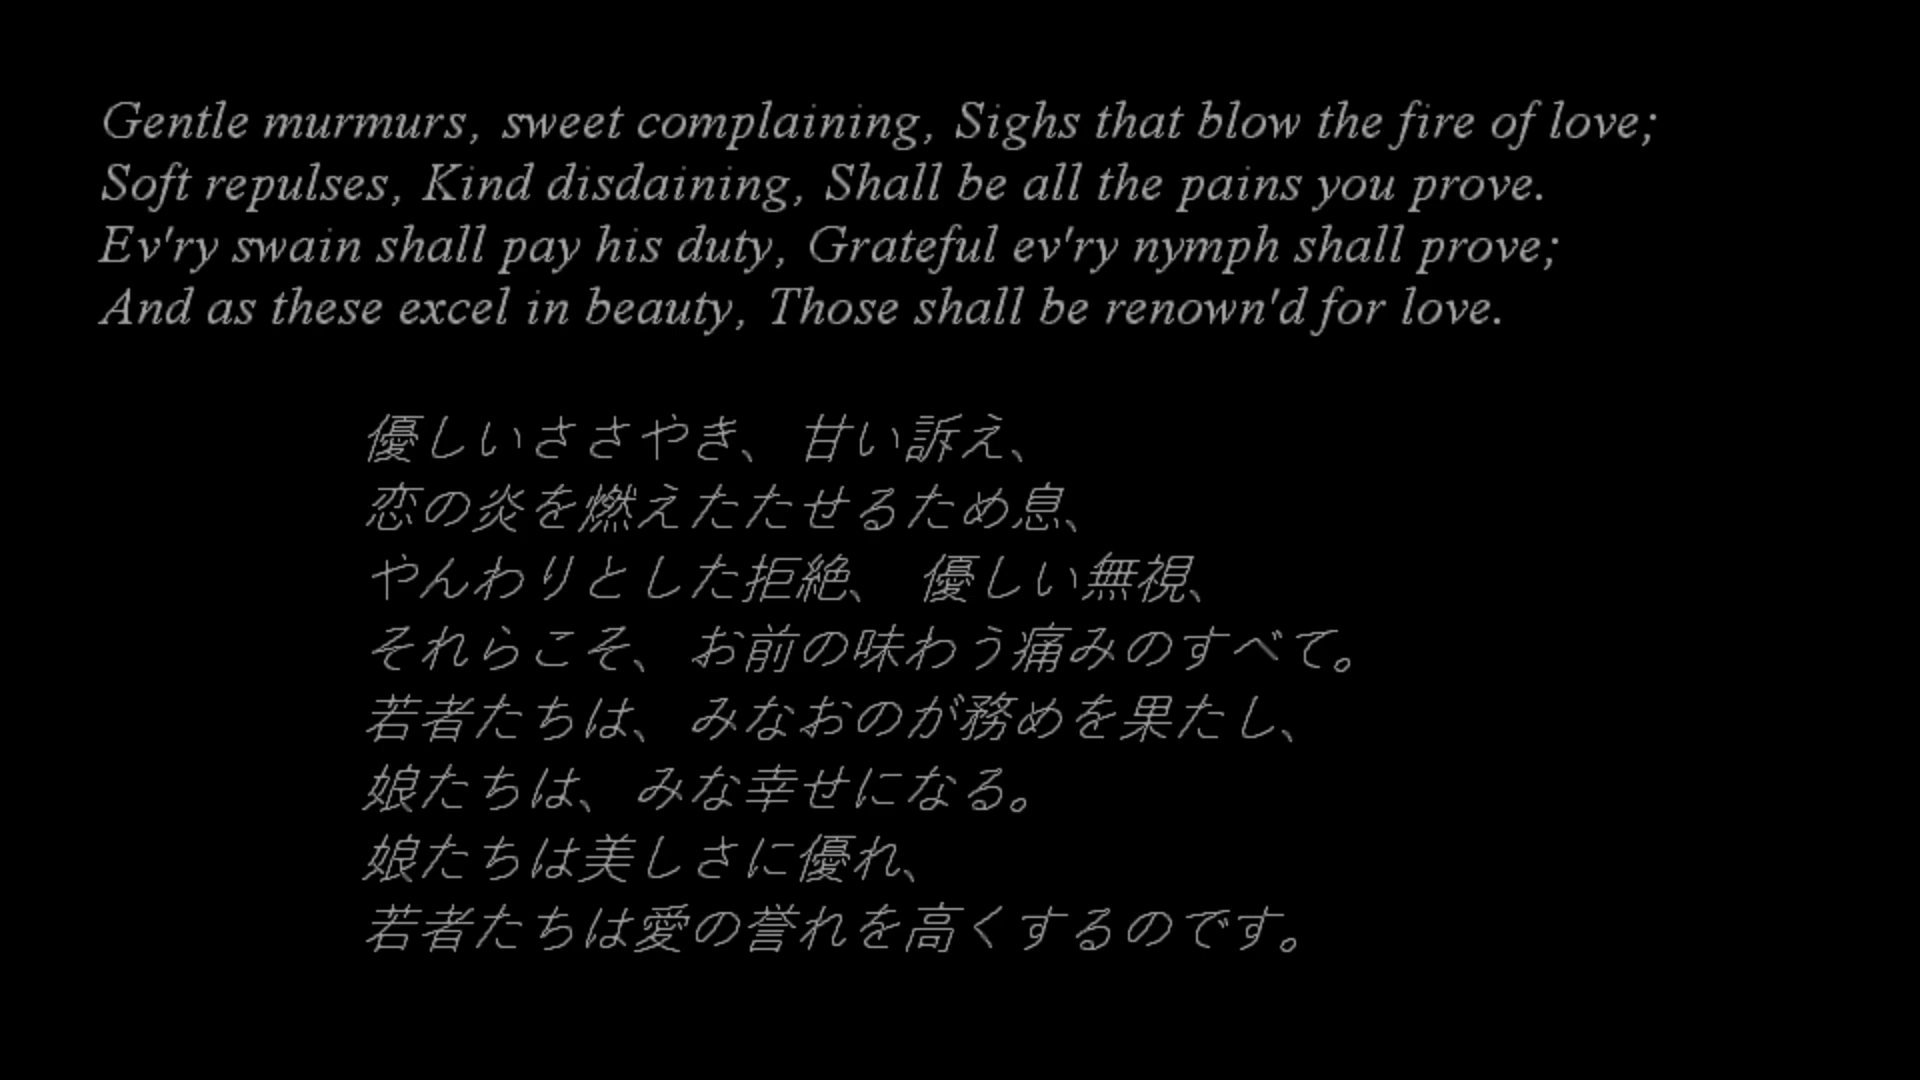 Gentle murmurs, sweet complaining, Sighs that blow the fire of love;
Soft repulses, Kind disdaining, Shall be all the pains you prove.
Ev'ry swain shall pay his duty, Grateful ev'ry nymph shall prove;
And as these excel in beauty, Those shall be renown'd for love.
優しいささやき、 甘い訴え、
恋の炎を燃えたたせるため息、
やんわりとした拒絶、 優しい無視、
それらこそ、お前の味わう痛みのすべて。
若者たちは、みなおのが務めを果たし、
娘たちは、みな幸せになる。
娘たちは美しさに優れ、
若者たちは愛の誉れを高くするのです。